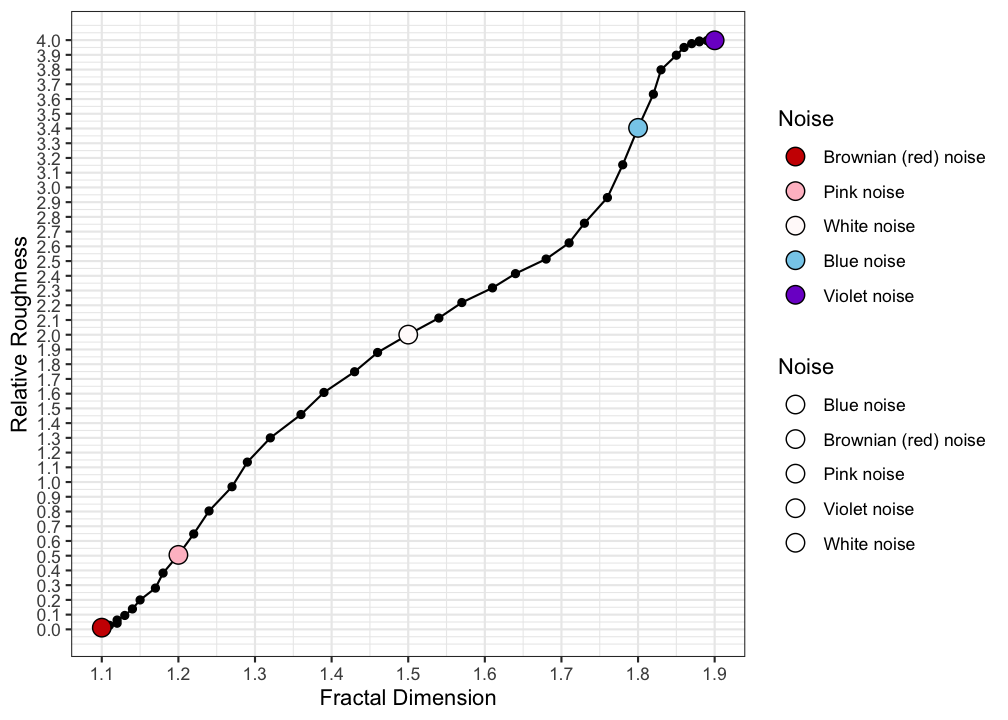 4.0
3.9
3.8
3.7
3.6
3.5
3.4
3.3
3.2
3.1
3.0
2.9
2.8
2.7
2.6
2.5
2.4
2.3
2.2
2.1
2.0
1.9
1.8
1.7
1.6
1.5
1.4
1.3
1.2
1.1
1.0
0.9
0.8
0.7
0.6
0.5
0.4
0.3
0.2
0.1
0.0
Relative Roughness
1.1 1.2 1.3 1.4 1.5 1.6 1.7 1.8 1.9
Fractal Dimension
Noise
Brownian (red) noise
Pink noise
White noise
Blue noise
Violet noise
Noise
Blue noise
Brownian (red) noise
Pink noise
Violet noise
White noise